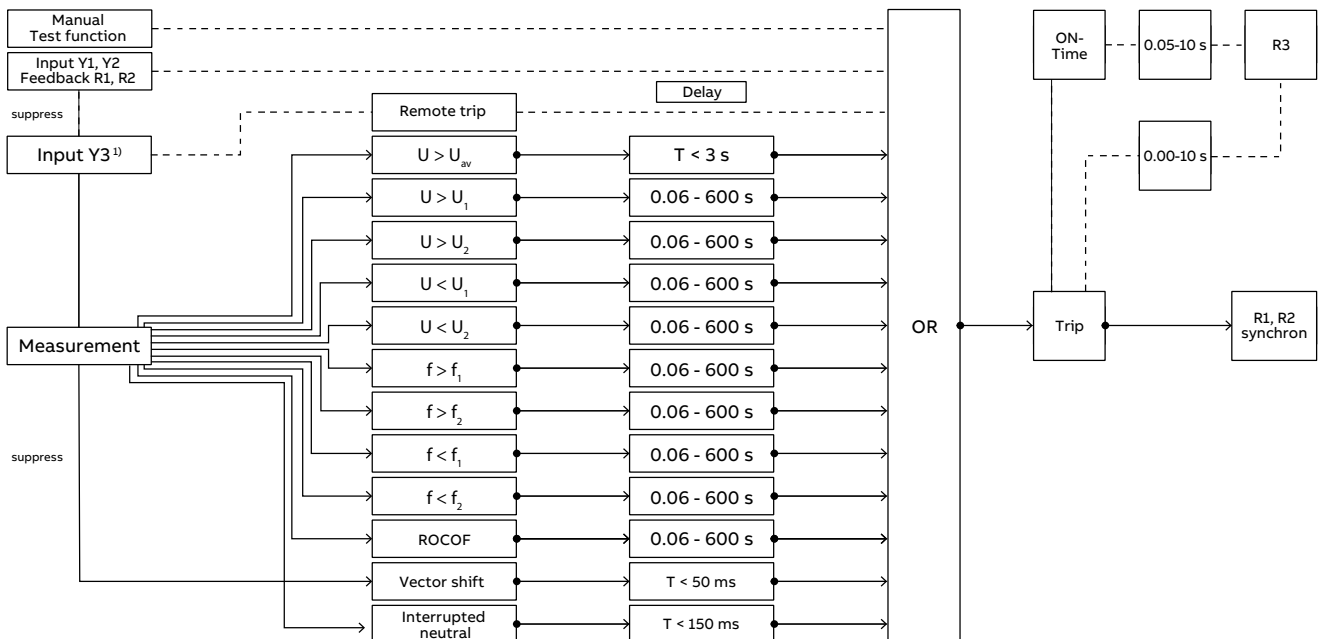 Manual
Test function
Input Y1, Y2
Feedback R1, R2
suppress
Input Y3 1)
Measurement
suppress
Delay
Remote trip
U > Uav
T < 3 s
U > U1
0.06 - 600 s
U > U2
0.06 - 600 s
U < U1
0.06 - 600 s
U < U2
0.06 - 600 s
f > f1
0.06 - 600 s
f > f2
0.06 - 600 s
f < f1
0.06 - 600 s
f < f2
0.06 - 600 s
ROCOF
0.06 - 600 s
Vector shift
T < 50 ms
Interrupted
neutral
T < 150 ms
OR
ON-
Time
0.05-10 s
R3
0.00-10 s
Trip
R1, R2
synchron